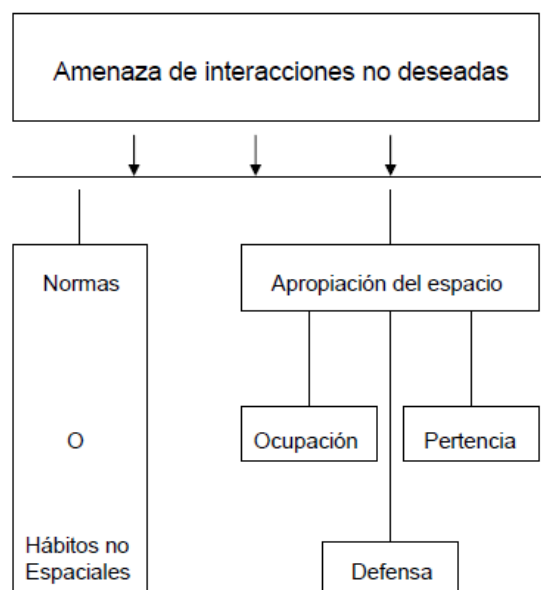 Amenaza de interacciones no deseadas
Normas
O
Hábitos no
Espaciales
Apropiación del espacio
Ocupación
Pertencia
Defensa